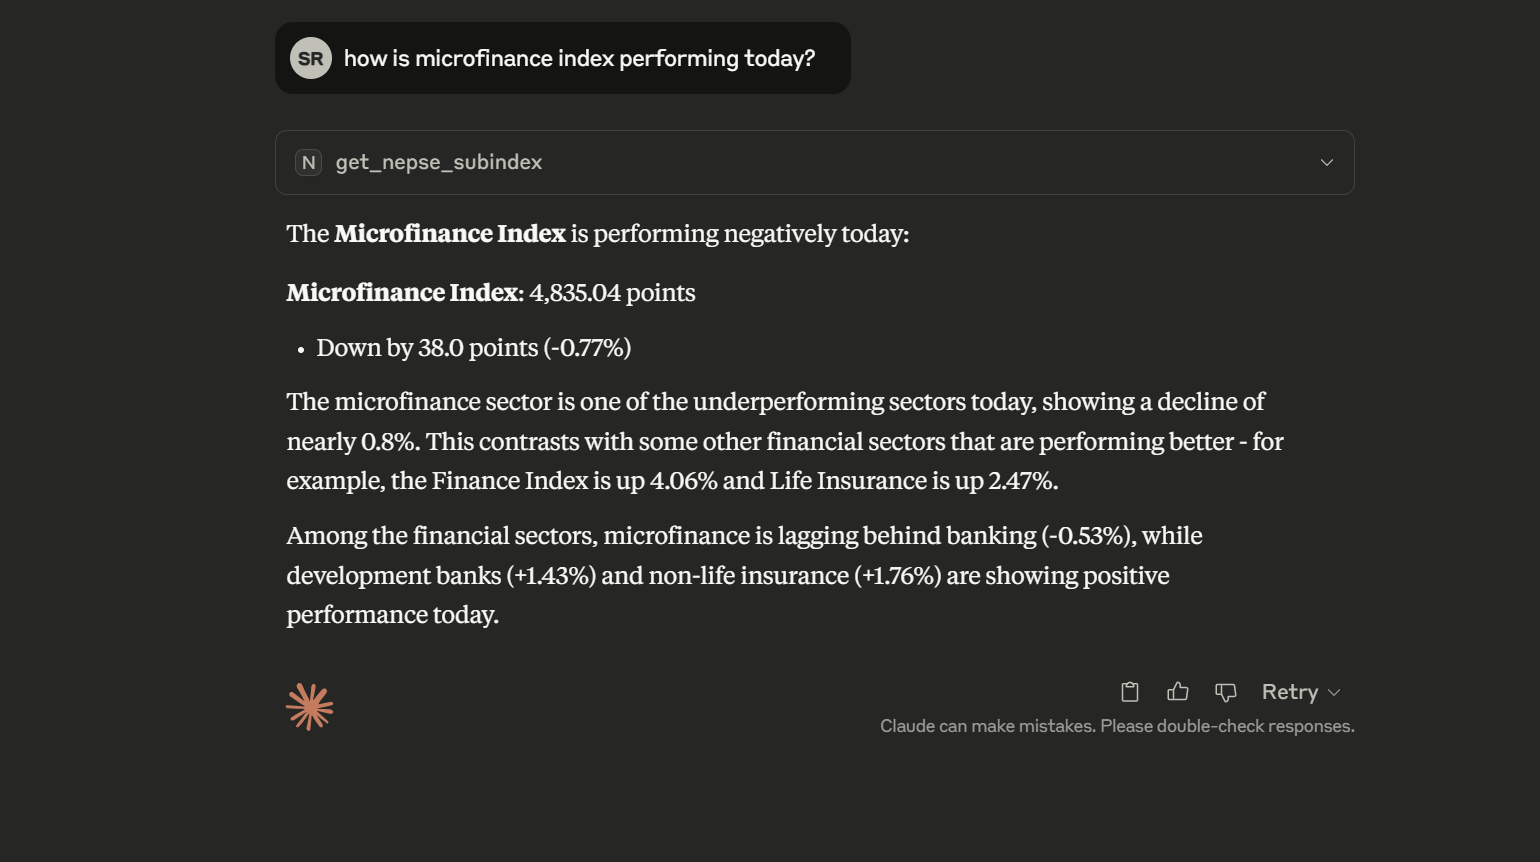 SR how is microfinance index performing today?
N get_nepse_subindex
The Microfinance Index is performing negatively today:
Microfinance Index: 4,835.04 points
• Down by 38.0 points (-0.77%)
The microfinance sector is one of the underperforming sectors today, showing a decline of
nearly 0.8%. This contrasts with some other financial sectors that are performing better - for
example, the Finance Index is up 4.06% and Life Insurance is up 2.47%.
Among the financial sectors, microfinance is lagging behind banking (-0.53%), while
development banks (+1.43%) and non-life insurance (+1.76%) are showing positive
performance today.
Retry
Claude can make mistakes. Please double-check responses.